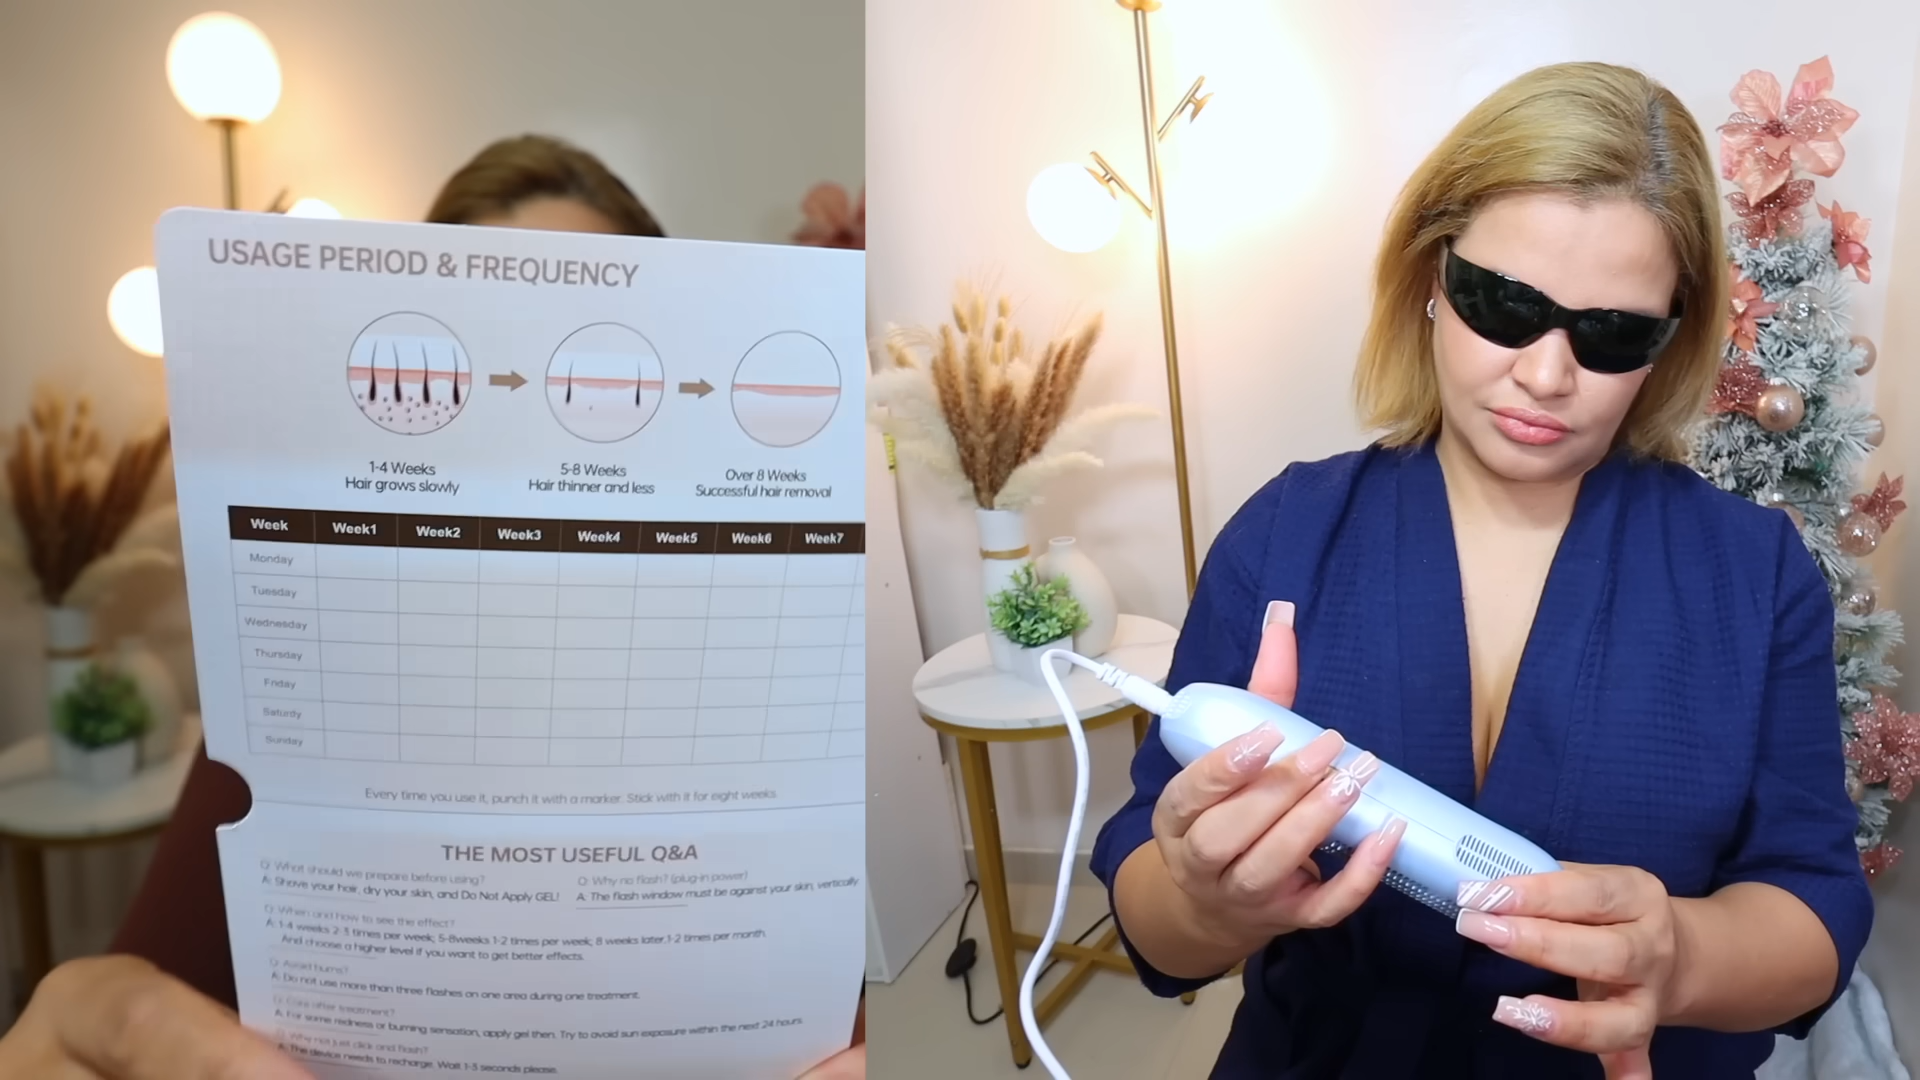 USAGE PERIOD & FREQUENCY
1-4 Weeks
Hair grows slowly
5-8 Weeks
Hair thinner and less
Over 8 Weeks
Successful hair removal
Week Week1 Week2 Week3 Week4 Week5 Week6 Week7
Monday
Tuesday
Wednesday
Thursday
Friday
Saturdy
Sunday
Every time you use it, punch it with a marker. Stick with it for eight weeks
THE MOST USEFUL Q&A
Q: What should we prepare before using?
A: Shave your hair, dry your skin, and Do Not Apply GEL!
Q: Why no flash? (plug-in power)
A: The flash window must be against your skin, vertically
Q: When and how to see the effect?
A: 1-4 weeks 2-3 times per week; 5-8weeks 1-2 times per week; 8 weeks later,1-2 times per month.
And choose a higher level if you want to get better effects.
Q: Avoid burns?
A: Do not use more than three flashes on one area during one treatment.
Q: Care after treatment?
A: For some redness or burning sensation, apply gel then. Try to avoid sun exposure within the next 24 hours
Q: Why not just click and flash?
A: The device needs to recharge. Wait 1-3 seconds please.